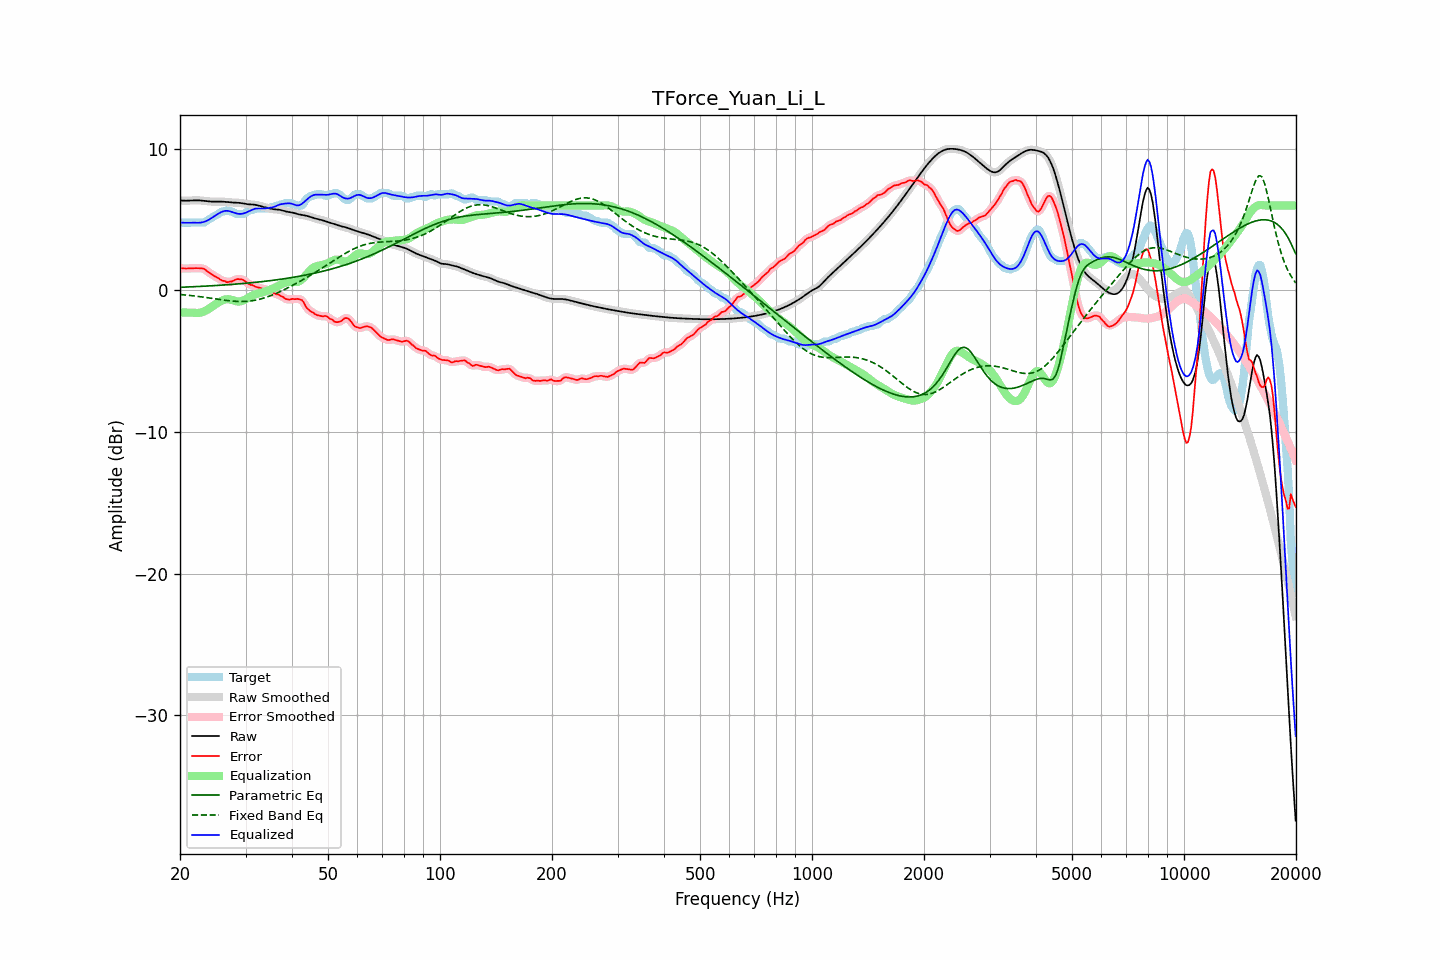 TForce_Yuan_Li_L
Amplitude (dBr)
10
0
−10
−20
−30
Target
Raw Smoothed
Error Smoothed
Raw
Error
Equalization
Parametric Eq
Fixed Band Eq
Equalized
20 50 100 200 500 1000 2000 5000 10000 20000
Frequency (Hz)